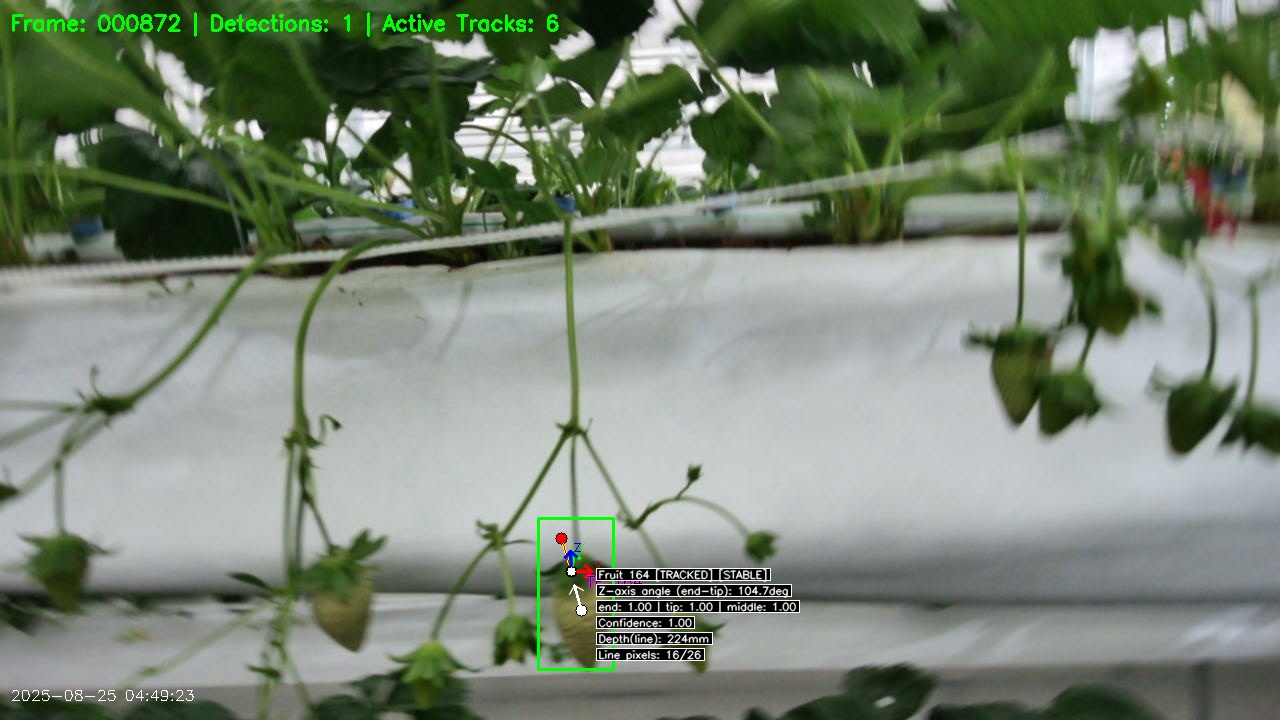 Frame: 000872 | Detections: 1 | Active Tracks: 6
Z
Fruit 164 [TRACKED] [STABLE]
Z-axis angle (end-tip): 104.7deg
end: 1.00 | tip: 1.00 | middle: 1.00
Confidence: 1.00
Depth(line): 224mm
Line pixels: 16/26
2025-08-25 04:49:23